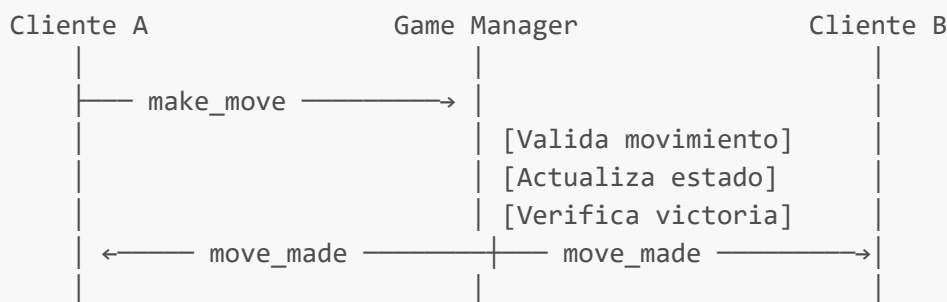 Cliente A Game Manager Cliente B
make_move
[Valida movimiento]
[Actualiza estado]
[Verifica victoria]
move_made move_made